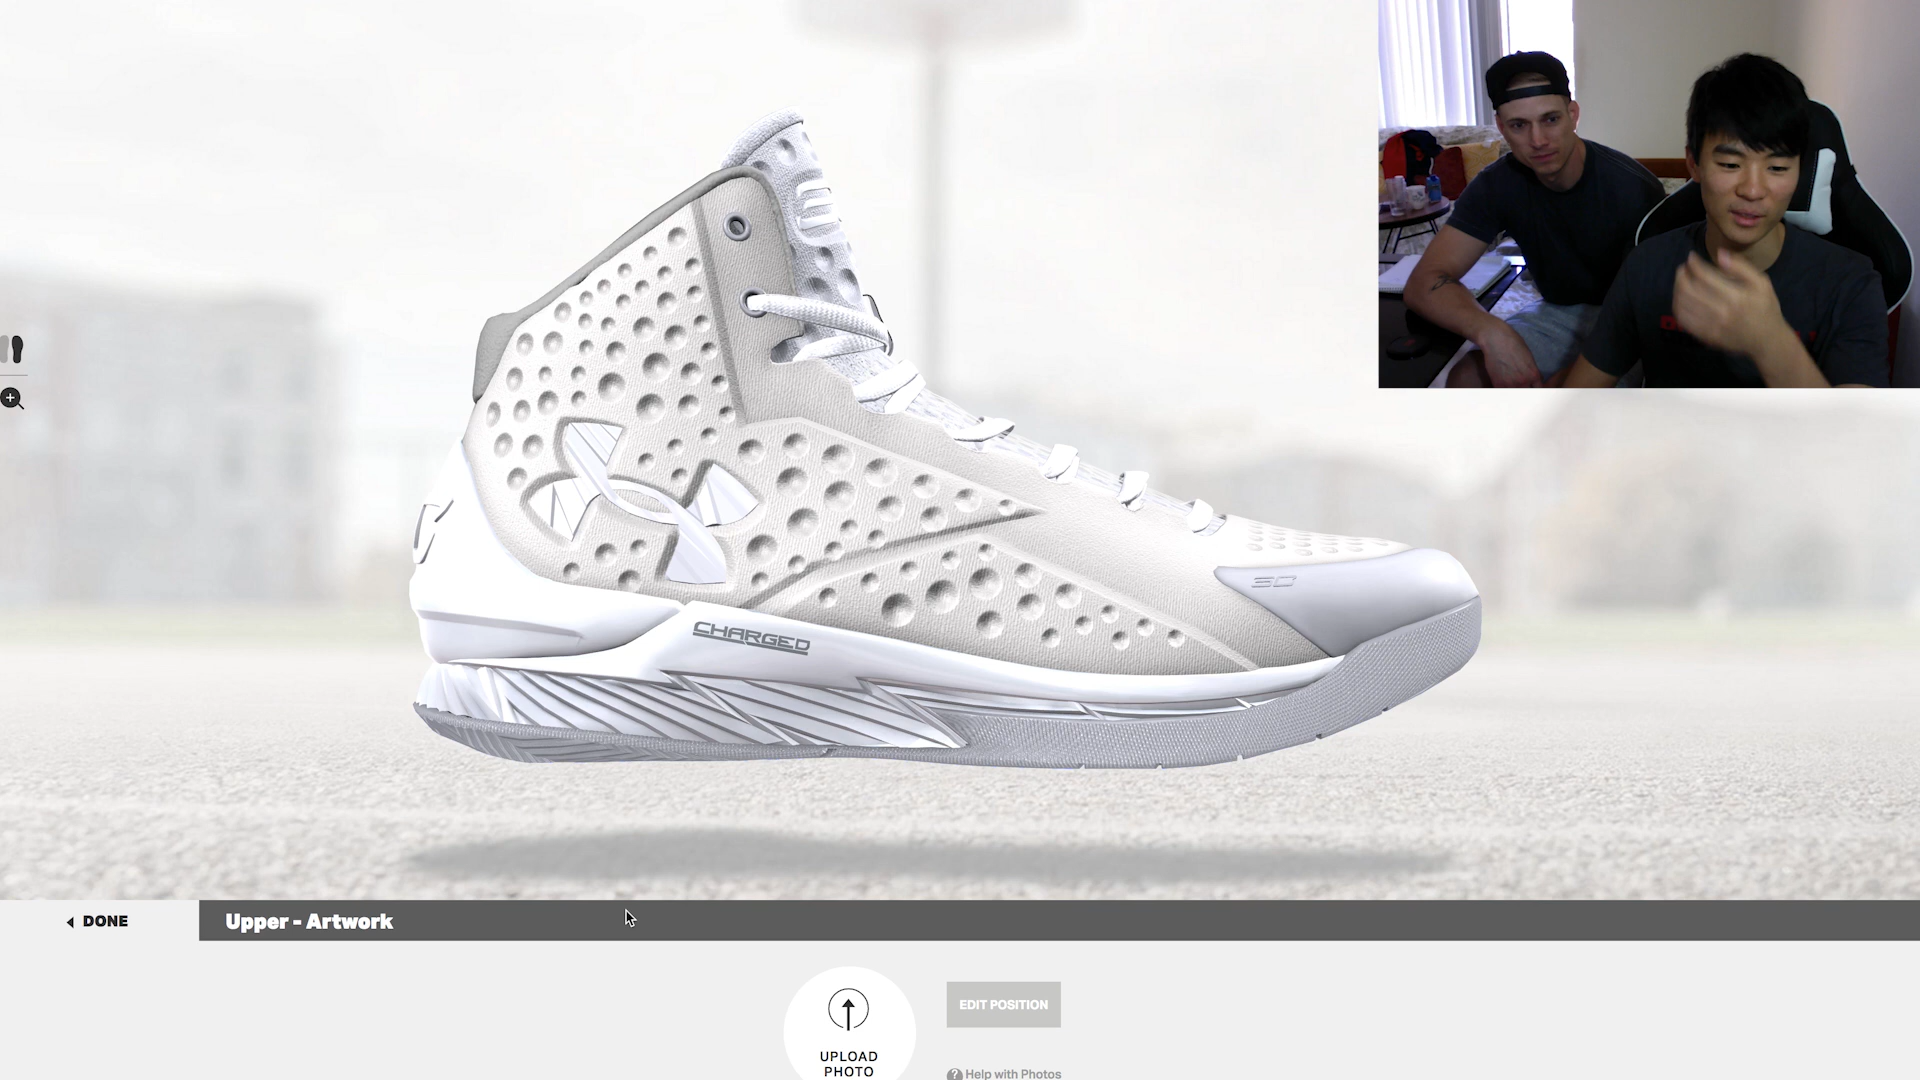 SC
CHARGED
DONE
Upper - Artwork
EDIT POSITION
UPLOAD
PHOTO
? Help with Photos